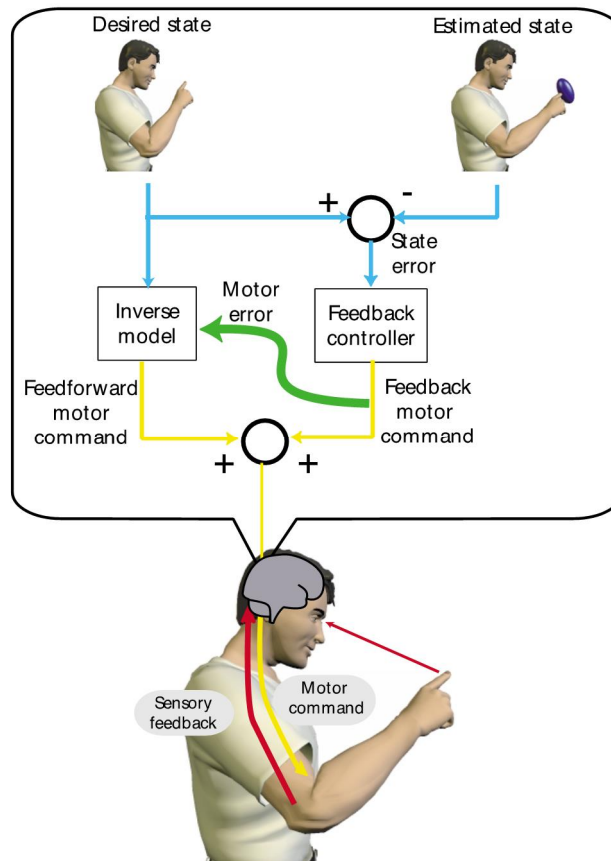 Desired state
Estimated state
+
-
State
error
Motor
error
Inverse
model
Feedback
controller
Feedforward
motor
command
Feedback
motor
command
+
+
Sensory
feedback
Motor
command